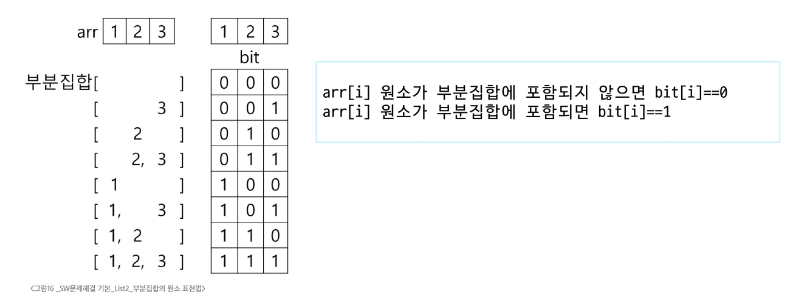 arr 1 2 3 1 2 3
bit
부분집합[ ] 0 0 0
[ 3 ] 0 0 1
[ 2 ] 0 1 0
[ 2, 3 ] 0 1 1
[ 1 ] 1 0 0
[ 1, 3 ] 1 0 1
[ 1, 2 ] 1 1 0
[ 1, 2, 3 ] 1 1 1
arr[i] 원소가 부분집합에 포함되지 않으면 bit[i]==0
arr[i] 원소가 부분집합에 포함되면 bit[i]==1
<그림16 _SW문제해결 기본_List2_부분집합의 원소 표현법>